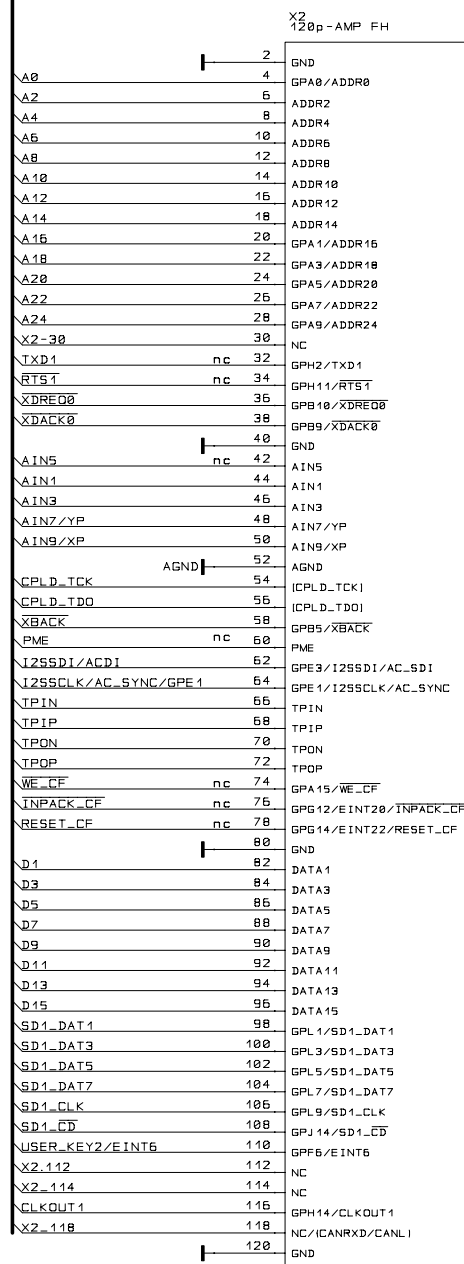 X2
120p-AMP FH
2 GND
A0 4 GPA0/ADDR0
A2 6 ADDR2
A4 8 ADDR4
A6 10 ADDR6
A8 12 ADDR8
A10 14 ADDR10
A12 16 ADDR12
A14 18 ADDR14
A16 20 GPA1/ADDR16
A18 22 GPA3/ADDR18
A20 24 GPA5/ADDR20
A22 26 GPA7/ADDR22
A24 28 GPA9/ADDR24
X2-30 30 NC
TXD1 nc 32 GPH2/TXD1
RTS1 nc 34 GPH11/RTS1
XDREQ0 36 GPB10/XDREQ0
XDACK0 38 GPB9/XDACK0
40 GND
AIN5 nc 42 AIN5
AIN1 44 AIN1
AIN3 46 AIN3
AIN7/YP 48 AIN7/YP
AIN9/XP 50 AIN9/XP
AGND 52 AGND
CPLD_TCK 54 (CPLD_TCK)
CPLD_TDO 56 (CPLD_TDO)
XBACK 58 GPB5/XBACK
PME nc 60 PME
I2SSDI/ACDI 62 GPE3/I2SSDI/AC_SDI
I2SSCLK/AC_SYNC/GPE1 64 GPE1/I2SSCLK/AC_SYNC
TPIN 66 TPIN
TPIP 68 TPIP
TPON 70 TPON
TPOP 72 TPOP
WE_CF nc 74 GPA15/WE_CF
INPACK_CF nc 76 GPG12/EINT20/INPACK_CF
RESET_CF nc 78 GPG14/EINT22/RESET_CF
80 GND
D1 82 DATA1
D3 84 DATA3
D5 86 DATA5
D7 88 DATA7
D9 90 DATA9
D11 92 DATA11
D13 94 DATA13
D15 96 DATA15
SD1_DAT1 98 GPL1/SD1_DAT1
SD1_DAT3 100 GPL3/SD1_DAT3
SD1_DAT5 102 GPL5/SD1_DAT5
SD1_DAT7 104 GPL7/SD1_DAT7
SD1_CLK 106 GPL9/SD1_CLK
SD1_CD 108 GPJ14/SD1_CD
USER_KEY2/EINT6 110 GPF6/EINT6
X2.112 112 NC
X2_114 114 NC
CLKOUT1 116 GPH14/CLKOUT1
X2_118 118 NC/(CANRXD/CANL)
120 GND